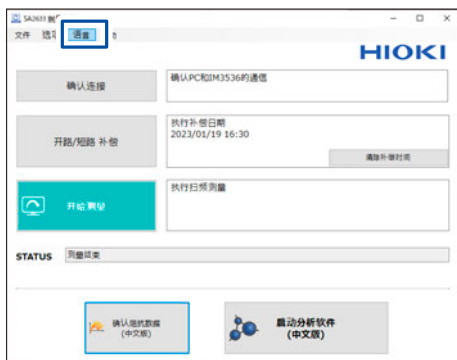 SA2633
文件 语言
HIOKI
确认连接
确认PC和IM3536的通信
开路/短路 补偿
执行补偿日期
2023/01/19 16:30
清除补偿时间
开始测量
执行扫频测量
STATUS
测量结束
确认阻抗数据
(中文版)
启动分析软件
(中文版)